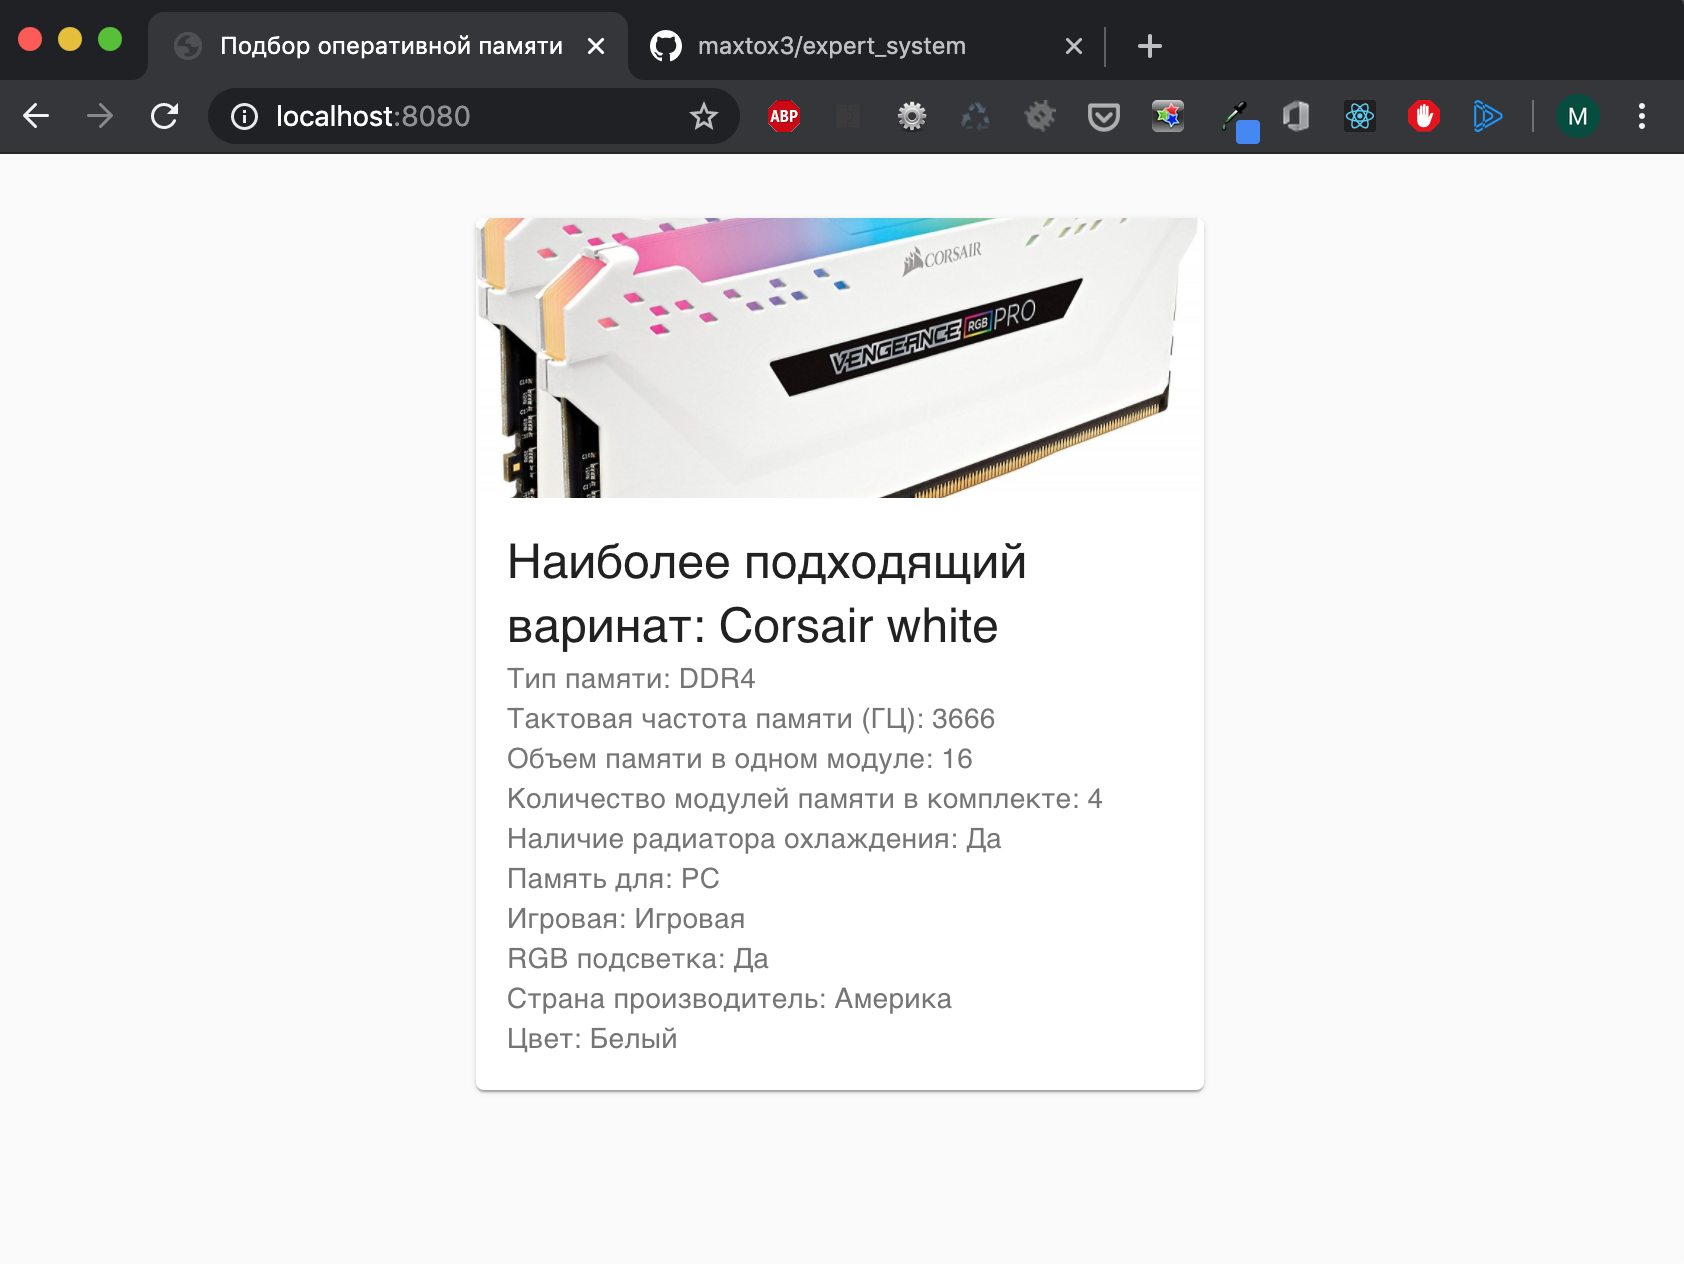 Подбор оперативной памяти
maxtox3/expert_system
localhost:8080
ABP
M
CORSAIR
VENGEANCE RGB PRO
Наиболее подходящий
варинат: Corsair white
Тип памяти: DDR4
Тактовая частота памяти (ГЦ): 3666
Объем памяти в одном модуле: 16
Количество модулей памяти в комплекте: 4
Наличие радиатора охлаждения: Да
Память для: PC
Игровая: Игровая
RGB подсветка: Да
Страна производитель: Америка
Цвет: Белый